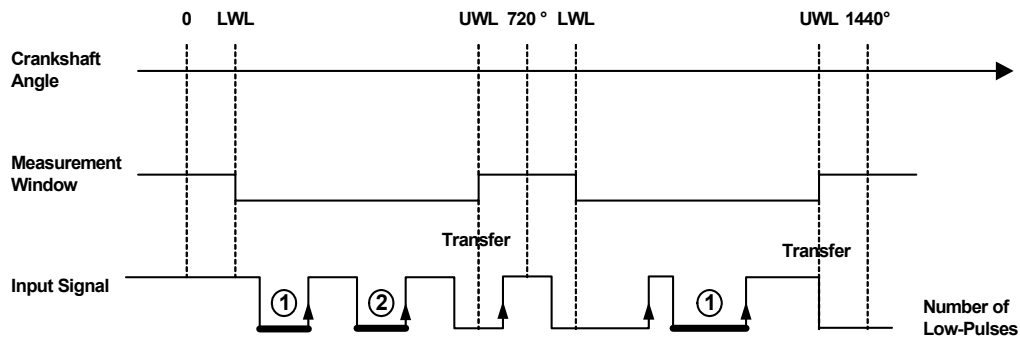 0 LWL UWL 720 ° LWL UWL 1440°
Crankshaft
Angle
Measurement
Window
Transfer Transfer
Input Signal
1 2 1
Number of
Low-Pulses